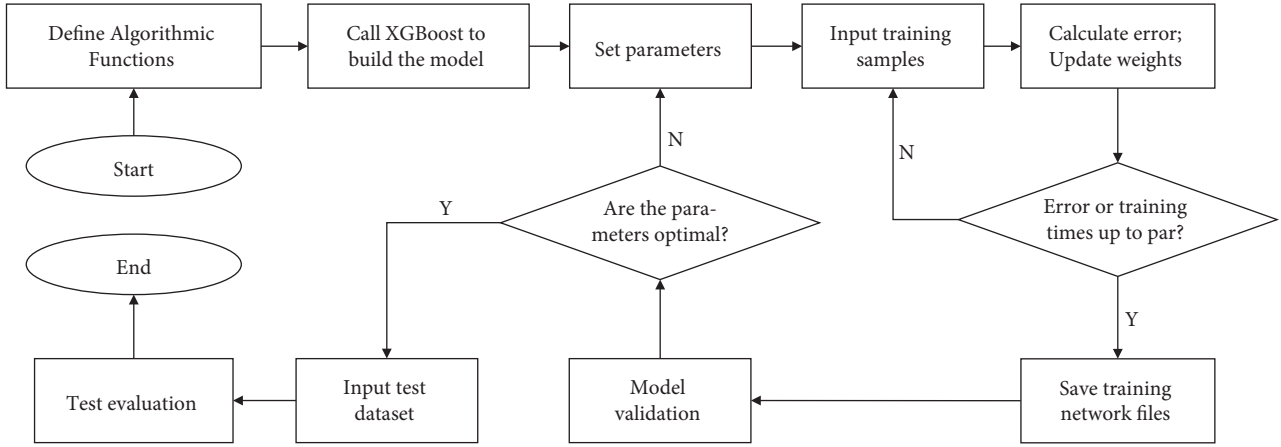 Define Algorithmic
Functions
Call XGBoost to
build the model
Set parameters
Input training
samples
Calculate error;
Update weights
Start
N
N
Y
Are the para-
meters optimal?
Error or training
times up to par?
End
Y
Test evaluation
Input test
dataset
Model
validation
Save training
network files